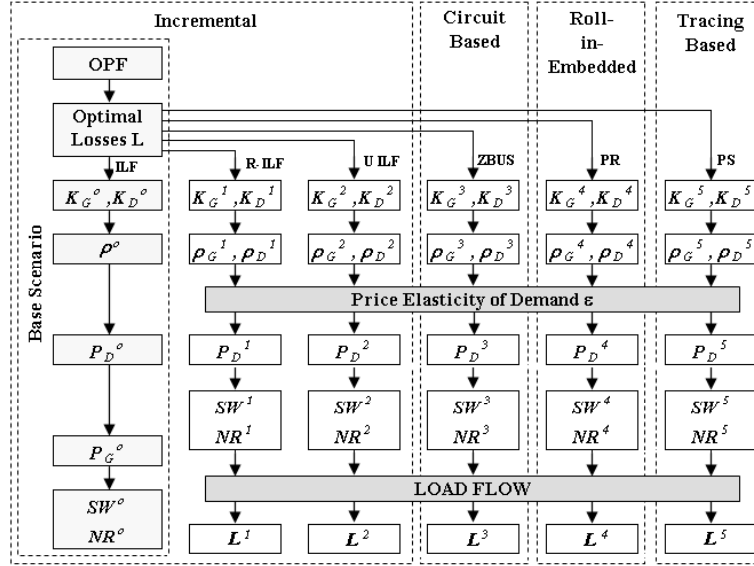 Incremental
Circuit
Based
Roll-
in-
Embedded
Tracing
Based
Base Scenario
OPF
Optimal
Losses L
ILF
R-ILF
U ILF
ZBUS
PR
PS
K_G^o ,K_D^o
K_G^1 ,K_D^1
K_G^2 ,K_D^2
K_G^3 ,K_D^3
K_G^4 ,K_D^4
K_G^5 ,K_D^5
ρ^o
ρ_G^1 ,ρ_D^1
ρ_G^2 ,ρ_D^2
ρ_G^3 ,ρ_D^3
ρ_G^4 ,ρ_D^4
ρ_G^5 ,ρ_D^5
Price Elasticity of Demand ε
P_D^o
P_D^1
P_D^2
P_D^3
P_D^4
P_D^5
SW^1
NR^1
SW^2
NR^2
SW^3
NR^3
SW^4
NR^4
SW^5
NR^5
P_G^o
LOAD FLOW
SW^o
NR^o
L^1
L^2
L^3
L^4
L^5